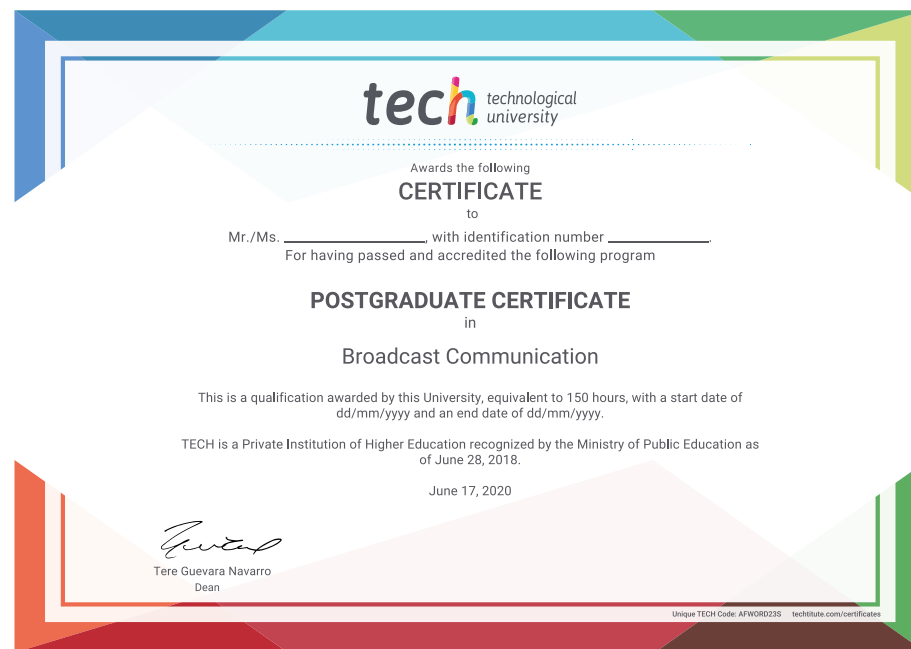 tech technological
university
Awards the following
CERTIFICATE
to
Mr./Ms. ____________________, with identification number ______________.
For having passed and accredited the following program
POSTGRADUATE CERTIFICATE
in
Broadcast Communication
This is a qualification awarded by this University, equivalent to 150 hours, with a start date of
dd/mm/yyyy and an end date of dd/mm/yyyy.
TECH is a Private Institution of Higher Education recognized by the Ministry of Public Education as
of June 28, 2018.
June 17, 2020
Tere Guevara Navarro
Dean
Unique TECH Code: AFWORD23S techtitute.com/certificates